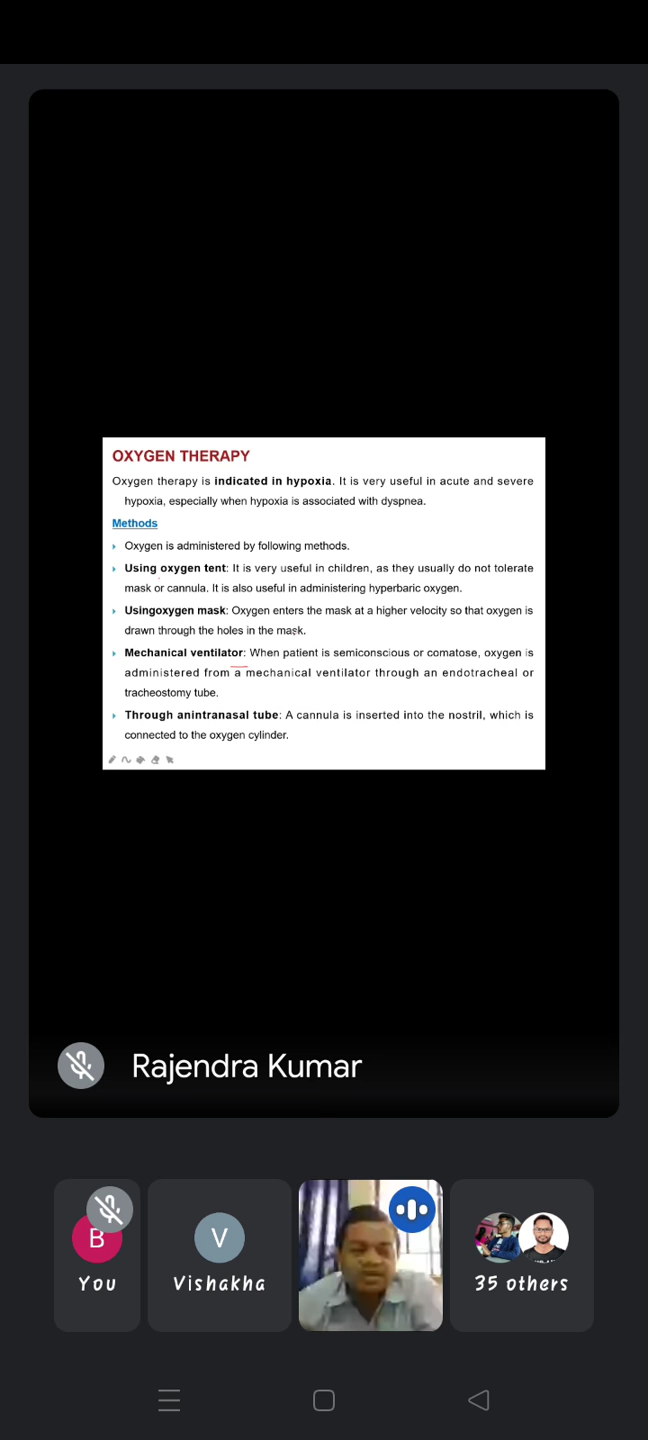 OXYGEN THERAPY
Oxygen therapy is indicated in hypoxia. It is very useful in acute and severe
hypoxia, especially when hypoxia is associated with dyspnea.
Methods
Oxygen is administered by following methods.
Using oxygen tent: It is very useful in children, as they usually do not tolerate
mask or cannula. It is also useful in administering hyperbaric oxygen.
Usingoxygen mask: Oxygen enters the mask at a higher velocity so that oxygen is
drawn through the holes in the mask.
Mechanical ventilator: When patient is semiconscious or comatose, oxygen is
administered from a mechanical ventilator through an endotracheal or
tracheostomy tube.
Through anintranasal tube: A cannula is inserted into the nostril, which is
connected to the oxygen cylinder.
Rajendra Kumar
B
V
You
Vishakha
35 others